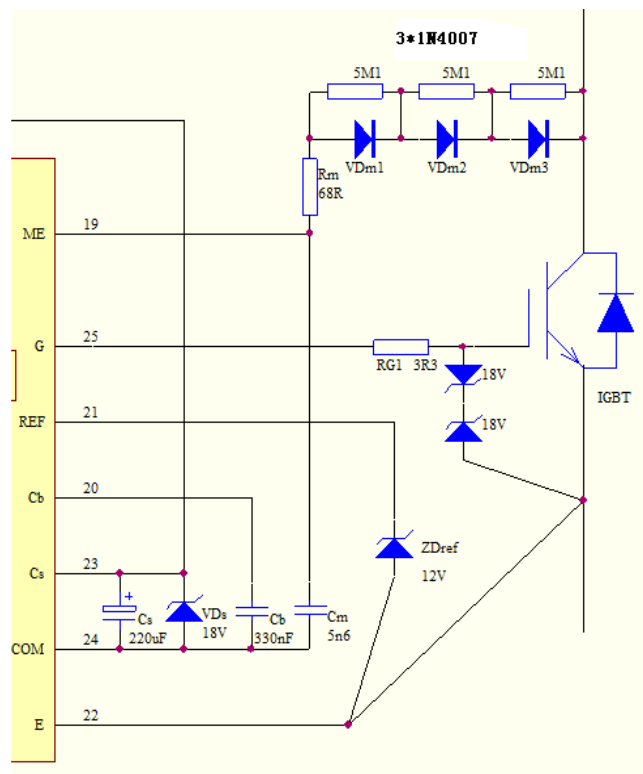 3*1N4007
5M1 5M1 5M1
VDm1 VDm2 VDm3
Rm
68R
ME 19
G 25
RG1 3R3
18V
18V
IGBT
REF 21
Cb 20
ZDref
12V
Cs 23
+
Cs
220uF
VDs
18V
Cb
330nF
Cm
5n6
COM 24
E 22